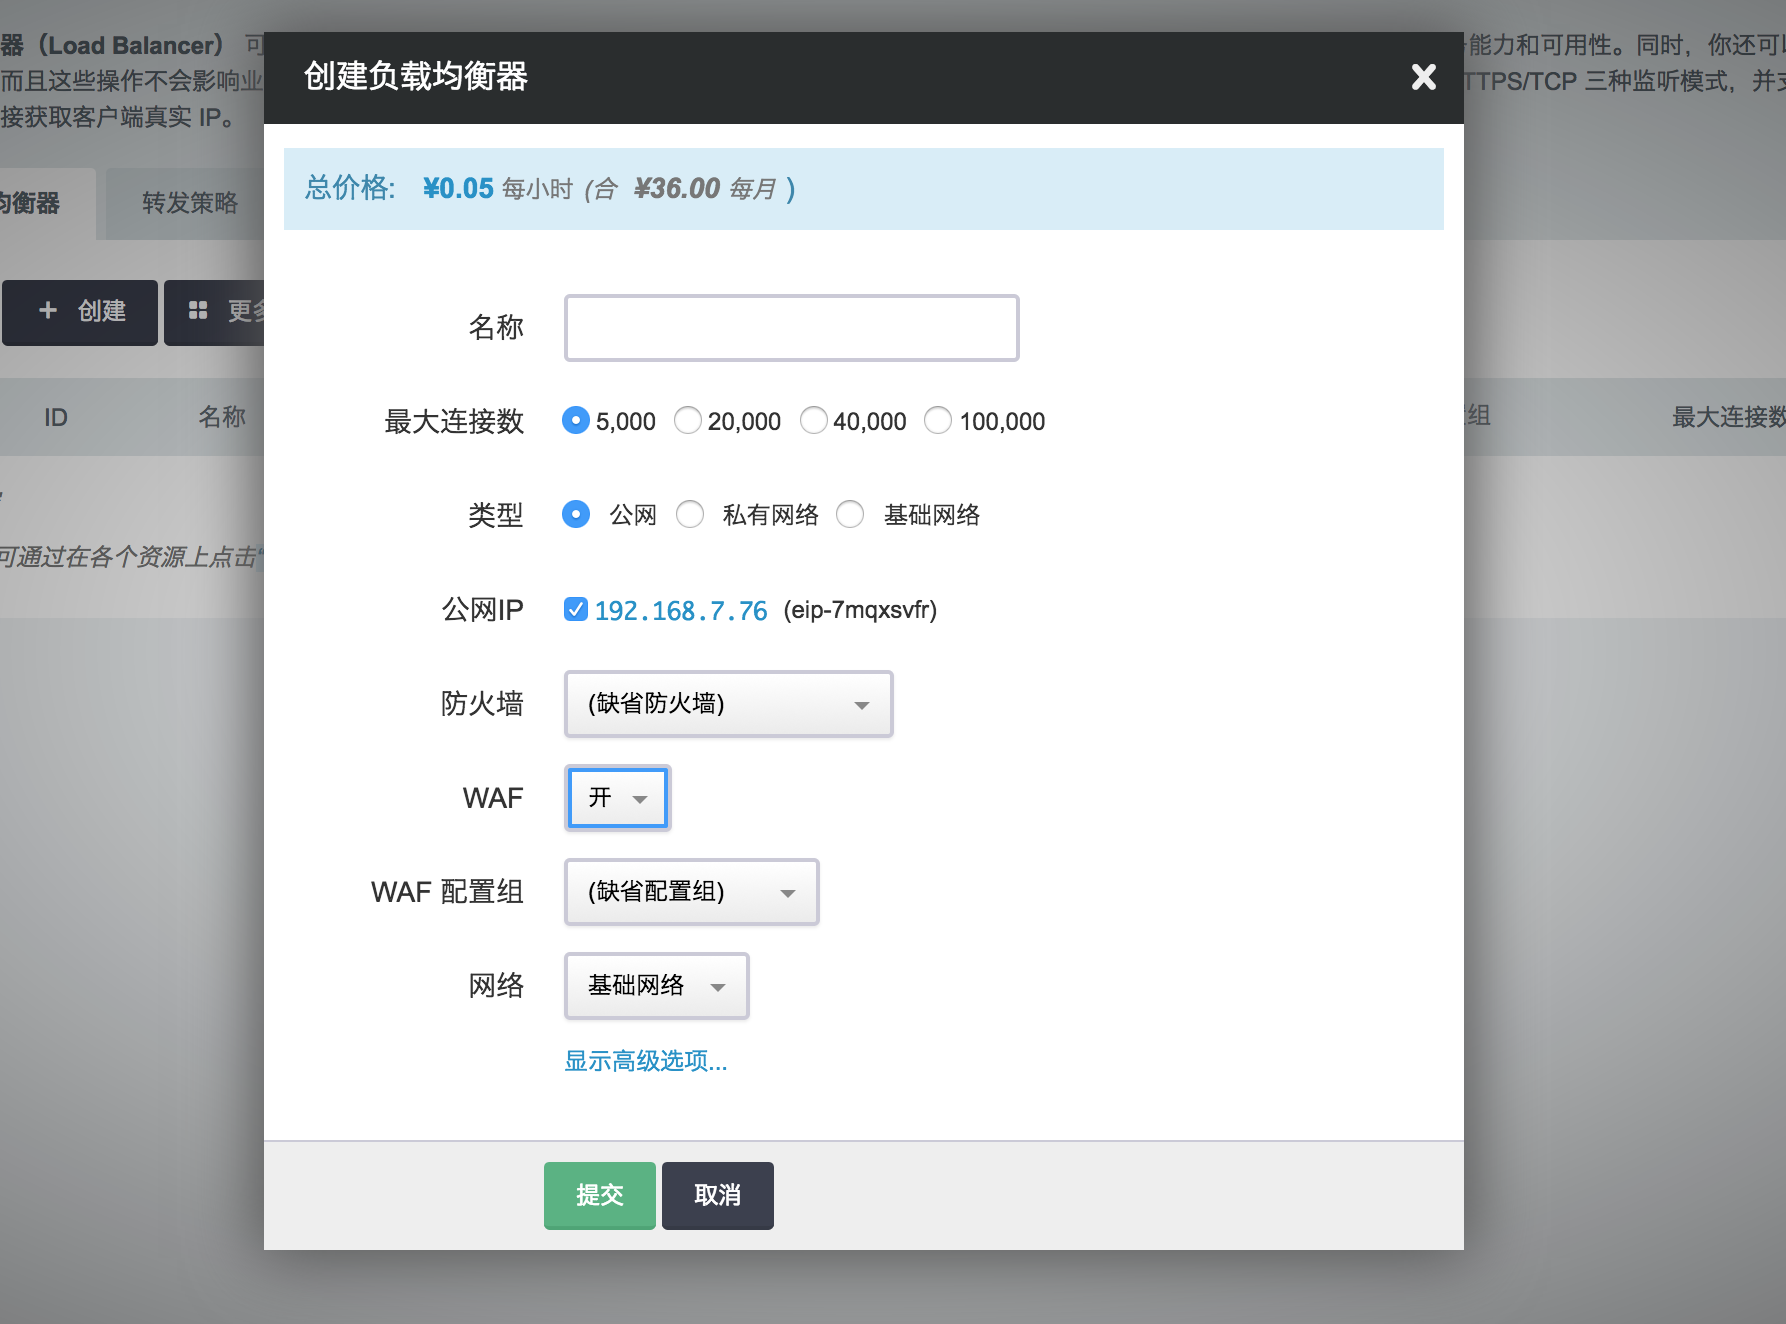 器（Load Balancer） 可
能力和可用性。同时，你还可以
而且这些操作不会影响业
TTPS/TCP 三种监听模式，并支
接获取客户端真实 IP。
均衡器
转发策略
创建
更多
ID
名称
置组
最大连接数
可通过在各个资源上点击“
创建负载均衡器
总价格: ¥0.05 每小时 (合 ¥36.00 每月 )
名称
最大连接数 5,000 20,000 40,000 100,000
类型 公网 私有网络 基础网络
公网IP 192.168.7.76 (eip-7mqxsvfr)
防火墙 (缺省防火墙)
WAF 开
WAF 配置组 (缺省配置组)
网络 基础网络
显示高级选项...
提交 取消